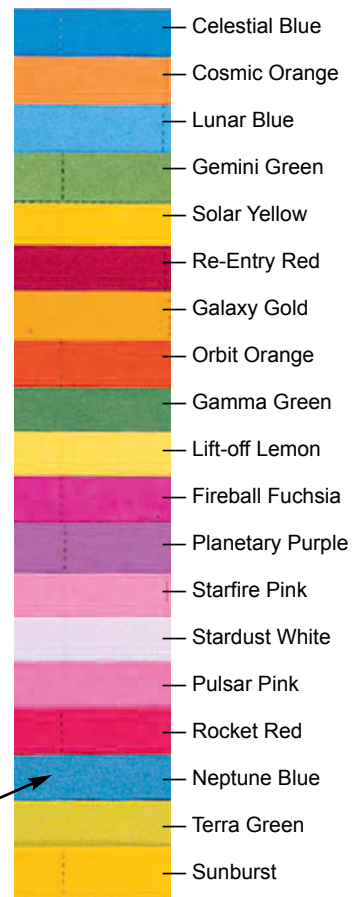 Celestial Blue
Cosmic Orange
Lunar Blue
Gemini Green
Solar Yellow
Re-Entry Red
Galaxy Gold
Orbit Orange
Gamma Green
Lift-off Lemon
Fireball Fuchsia
Planetary Purple
Starfire Pink
Stardust White
Pulsar Pink
Rocket Red
Neptune Blue
Terra Green
Sunburst